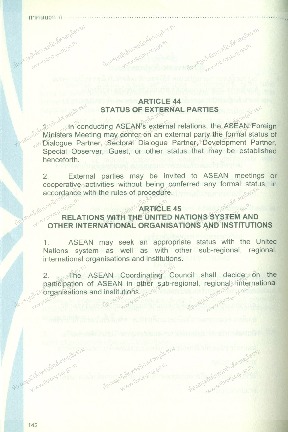 ARTICLE 44
STATUS OF EXTERNAL PARTIES
1. In conducting ASEAN's external relations, the ASEAN Foreign
Ministers Meeting may confer on an external party the formal status of
Dialogue Partner, Sectoral Dialogue Partner, Development Partner,
Special Observer, Guest, or other status that may be established
henceforth.
2. External parties may be invited to ASEAN meetings or
cooperative activities without being conferred any formal status, in
accordance with the rules of procedure.
ARTICLE 45
RELATIONS WITH THE UNITED NATIONS SYSTEM AND
OTHER INTERNATIONAL ORGANISATIONS AND INSTITUTIONS
1. ASEAN may seek an appropriate status with the United
Nations system as well as with other sub-regional, regional,
international organisations and institutions.
2. The ASEAN Coordinating Council shall decide on the
participation of ASEAN in other sub-regional, regional, international
organisations and institutions.